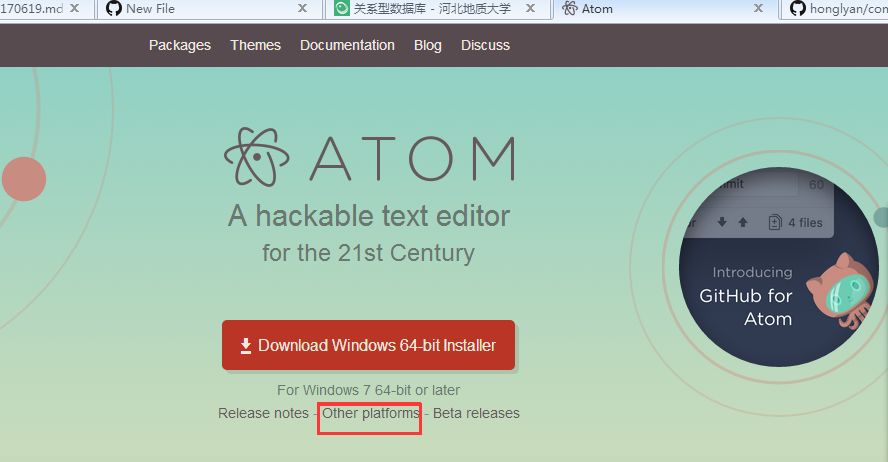 170619.md
New File
关系型数据库 - 河北地质大学
Atom
honglyan/con
Packages Themes Documentation Blog Discuss
ATOM
A hackable text editor
for the 21st Century
Download Windows 64-bit Installer
For Windows 7 64-bit or later
Release notes - Other platforms - Beta releases
60
4 files
Introducing
GitHub for
Atom